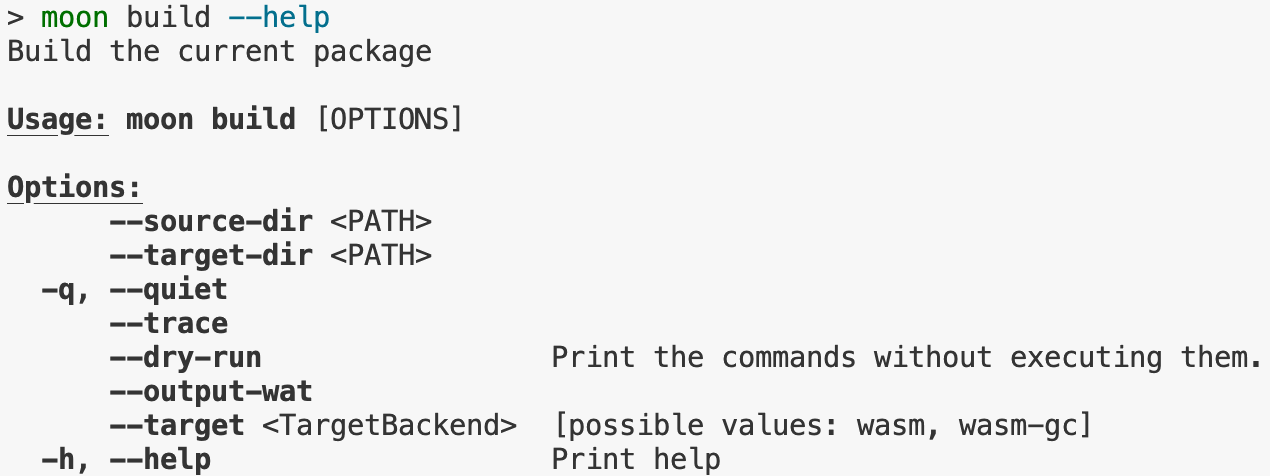 > moon build --help
Build the current package
Usage: moon build [OPTIONS]
Options:
--source-dir <PATH>
--target-dir <PATH>
-q, --quiet
--trace
--dry-run Print the commands without executing them.
--output-wat
--target <TargetBackend> [possible values: wasm, wasm-gc]
-h, --help Print help